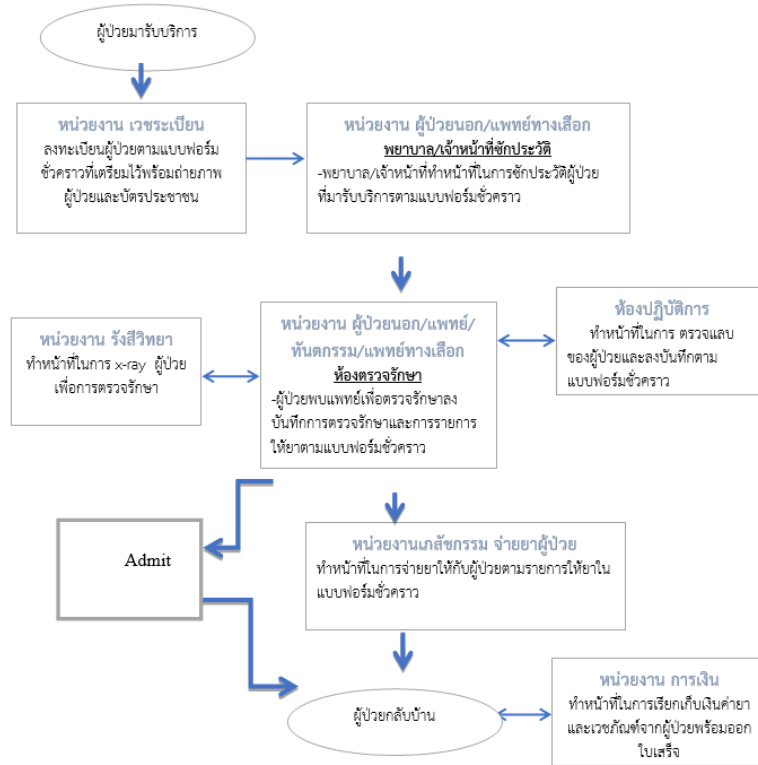 ผู้ป่วยมารับบริการ
หน่วยงาน เวชระเบียน
ลงทะเบียนผู้ป่วยตามแบบฟอร์ม
ชั่วคราวที่เตรียมไว้พร้อมถ่ายภาพ
ผู้ป่วยและบัตรประชาชน
หน่วยงาน ผู้ป่วยนอก/แพทย์ทางเลือก
พยาบาล/เจ้าหน้าที่ซักประวัติ
-พยาบาล/เจ้าหน้าที่ทำหน้าที่ในการซักประวัติผู้ป่วย
ที่มารับบริการตามแบบฟอร์มชั่วคราว
หน่วยงาน รังสีวิทยา
ทำหน้าที่ในการ x-ray ผู้ป่วย
เพื่อการตรวจรักษา
หน่วยงาน ผู้ป่วยนอก/แพทย์/
ทันตกรรม/แพทย์ทางเลือก
ห้องตรวจรักษา
-ผู้ป่วยพบแพทย์เพื่อตรวจรักษาลง
บันทึกการตรวจรักษาและการรายการ
ให้ยาตามแบบฟอร์มชั่วคราว
ห้องปฏิบัติการ
ทำหน้าที่ในการ ตรวจแลบ
ของผู้ป่วยและลงบันทึกตาม
แบบฟอร์มชั่วคราว
Admit
หน่วยงานเภสัชกรรม จ่ายยาผู้ป่วย
ทำหน้าที่ในการจ่ายยาให้กับผู้ป่วยตามรายการให้ยาใน
แบบฟอร์มชั่วคราว
ผู้ป่วยกลับบ้าน
หน่วยงาน การเงิน
ทำหน้าที่ในการเรียกเก็บเงินค่ายา
และเวชภัณฑ์จากผู้ป่วยพร้อมออก
ใบเสร็จ